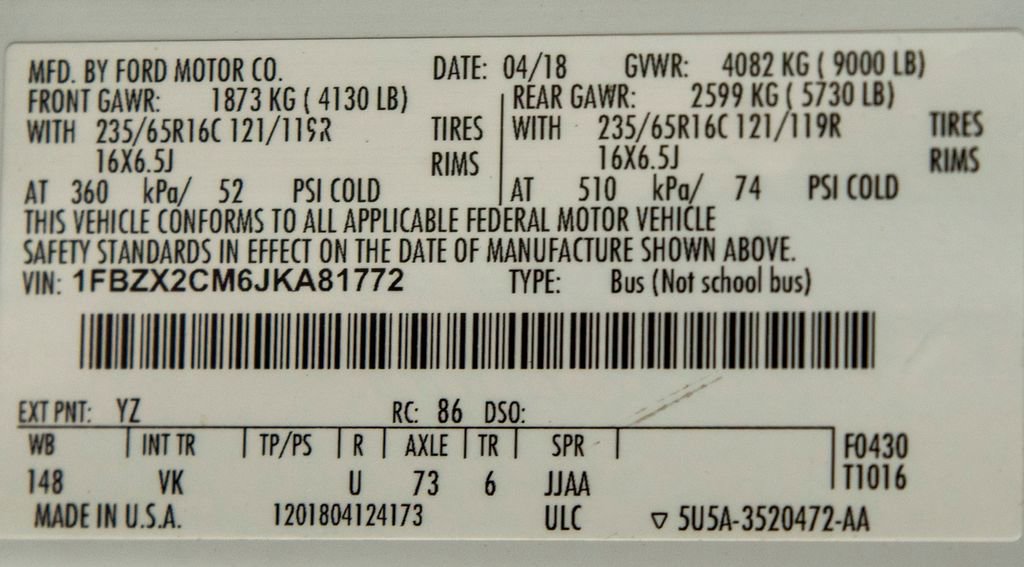 MFD. BY FORD MOTOR CO. DATE: 04/18 GVWR: 4082 KG ( 9000 LB)
FRONT GAWR: 1873 KG ( 4130 LB) REAR GAWR: 2599 KG ( 5730 LB)
WITH 235/65R16C 121/119R TIRES WITH 235/65R16C 121/119R TIRES
16X6.5J RIMS 16X6.5J RIMS
AT 360 kPa/ 52 PSI COLD AT 510 kPa/ 74 PSI COLD
THIS VEHICLE CONFORMS TO ALL APPLICABLE FEDERAL MOTOR VEHICLE
SAFETY STANDARDS IN EFFECT ON THE DATE OF MANUFACTURE SHOWN ABOVE.
VIN: 1FBZX2CM6JKA81772 TYPE: Bus (Not school bus)
EXT PNT: YZ RC: 86 DSO:
WB INT TR TP/PS R AXLE TR SPR F0430
148 VK U 73 6 JJAA T1016
MADE IN U.S.A. 1201804124173 ULC ▽ 5U5A-3520472-AA